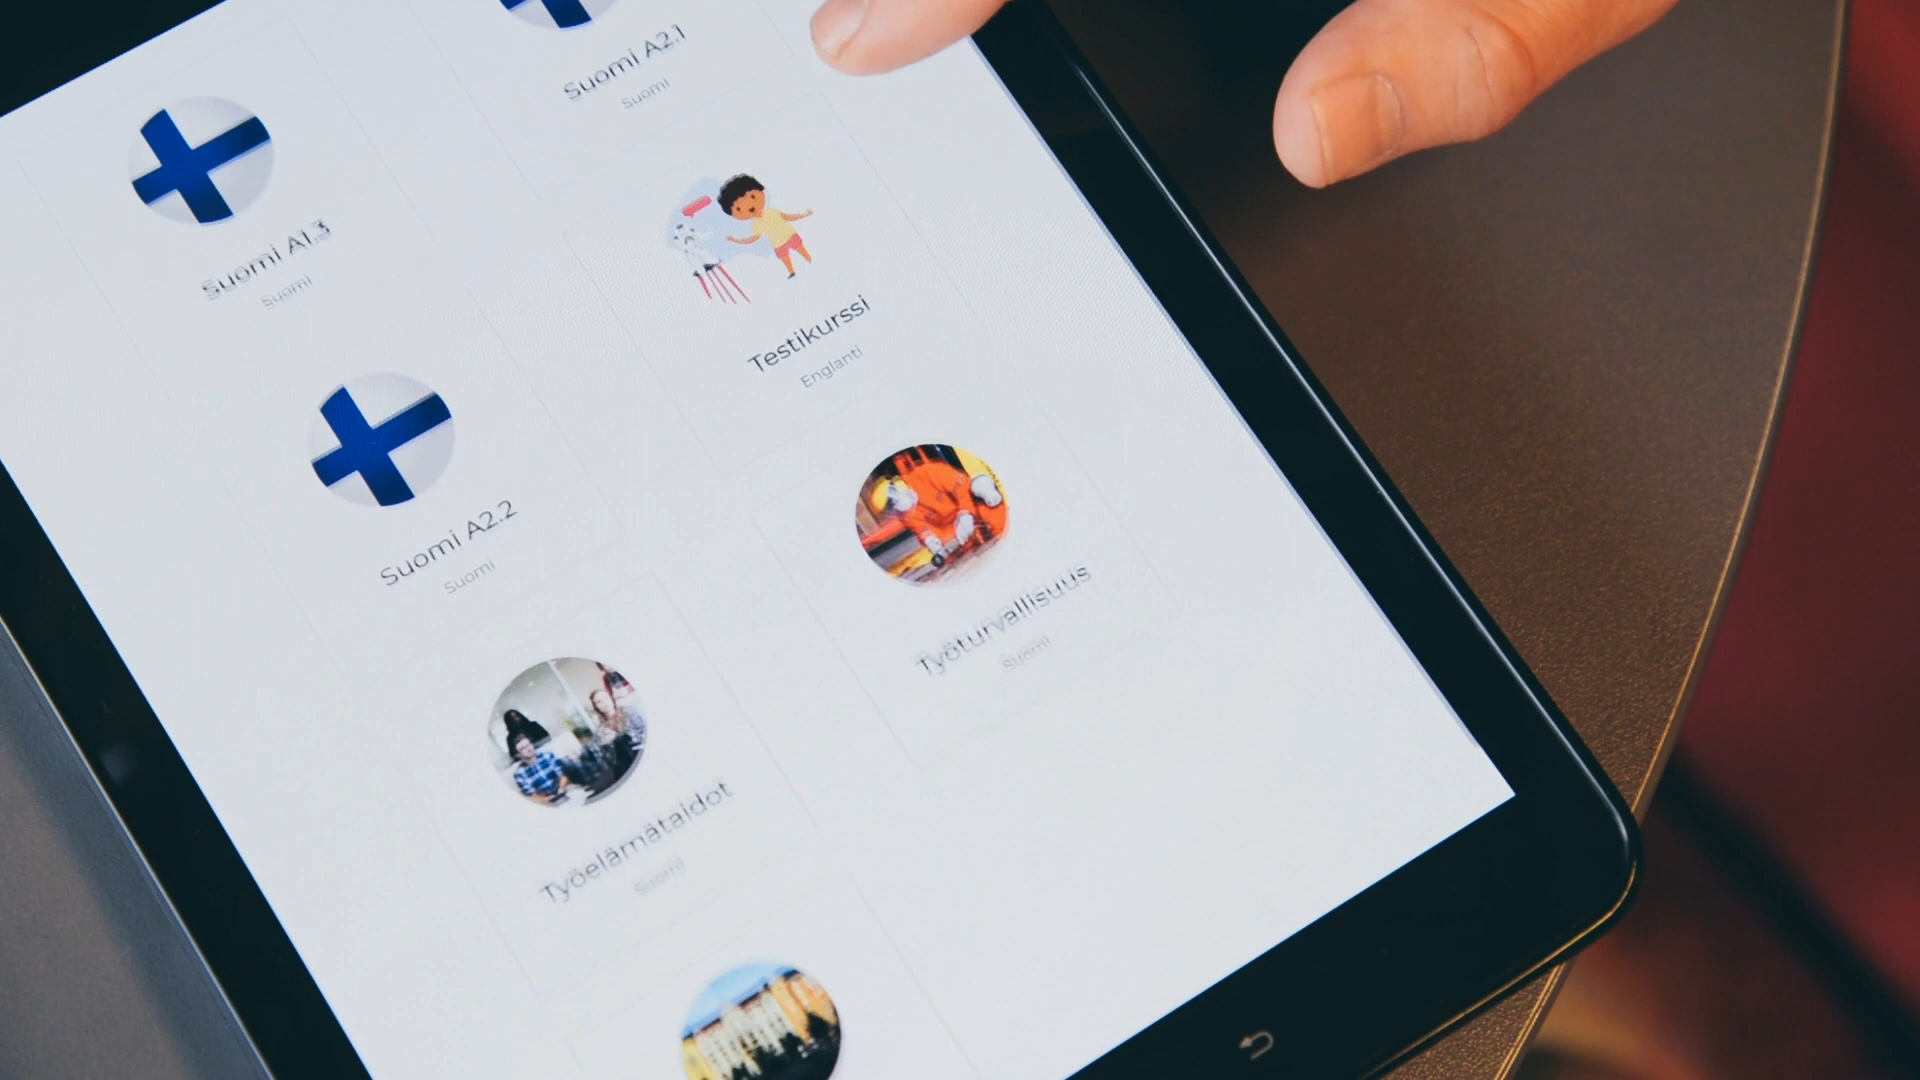 Suomi A2.1
Suomi
Suomi A1.3
Suomi
Testikurssi
Englanti
Suomi A2.2
Suomi
Työturvallisuus
Suomi
Työelämätaidot
Suomi